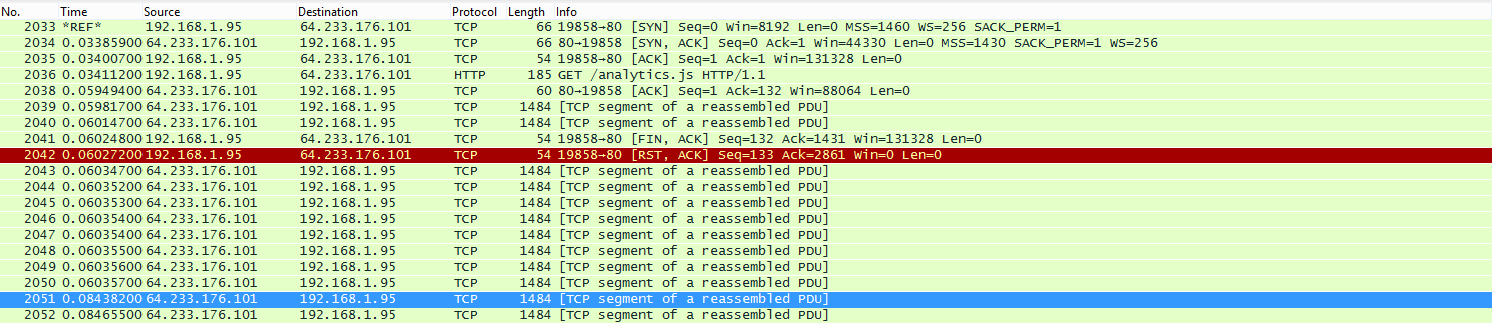 No. Time Source Destination Protocol Length Info
2033 *REF* 192.168.1.95 64.233.176.101 TCP 66 19858→80 [SYN] Seq=0 Win=8192 Len=0 MSS=1460 WS=256 SACK_PERM=1
2034 0.03385900 64.233.176.101 192.168.1.95 TCP 66 80→19858 [SYN, ACK] Seq=0 Ack=1 Win=44330 Len=0 MSS=1430 SACK_PERM=1 WS=256
2035 0.03400700 192.168.1.95 64.233.176.101 TCP 54 19858→80 [ACK] Seq=1 Ack=1 Win=131328 Len=0
2036 0.03411200 192.168.1.95 64.233.176.101 HTTP 185 GET /analytics.js HTTP/1.1
2038 0.05949400 64.233.176.101 192.168.1.95 TCP 60 80→19858 [ACK] Seq=1 Ack=132 Win=88064 Len=0
2039 0.05981700 64.233.176.101 192.168.1.95 TCP 1484 [TCP segment of a reassembled PDU]
2040 0.06014700 64.233.176.101 192.168.1.95 TCP 1484 [TCP segment of a reassembled PDU]
2041 0.06024800 192.168.1.95 64.233.176.101 TCP 54 19858→80 [FIN, ACK] Seq=132 Ack=1431 Win=131328 Len=0
2042 0.06027200 192.168.1.95 64.233.176.101 TCP 54 19858→80 [RST, ACK] Seq=133 Ack=2861 Win=0 Len=0
2043 0.06034700 64.233.176.101 192.168.1.95 TCP 1484 [TCP segment of a reassembled PDU]
2044 0.06035200 64.233.176.101 192.168.1.95 TCP 1484 [TCP segment of a reassembled PDU]
2045 0.06035300 64.233.176.101 192.168.1.95 TCP 1484 [TCP segment of a reassembled PDU]
2046 0.06035400 64.233.176.101 192.168.1.95 TCP 1484 [TCP segment of a reassembled PDU]
2047 0.06035400 64.233.176.101 192.168.1.95 TCP 1484 [TCP segment of a reassembled PDU]
2048 0.06035500 64.233.176.101 192.168.1.95 TCP 1484 [TCP segment of a reassembled PDU]
2049 0.06035600 64.233.176.101 192.168.1.95 TCP 1484 [TCP segment of a reassembled PDU]
2050 0.06035700 64.233.176.101 192.168.1.95 TCP 1484 [TCP segment of a reassembled PDU]
2051 0.08438200 64.233.176.101 192.168.1.95 TCP 1484 [TCP segment of a reassembled PDU]
2052 0.08465500 64.233.176.101 192.168.1.95 TCP 1484 [TCP segment of a reassembled PDU]